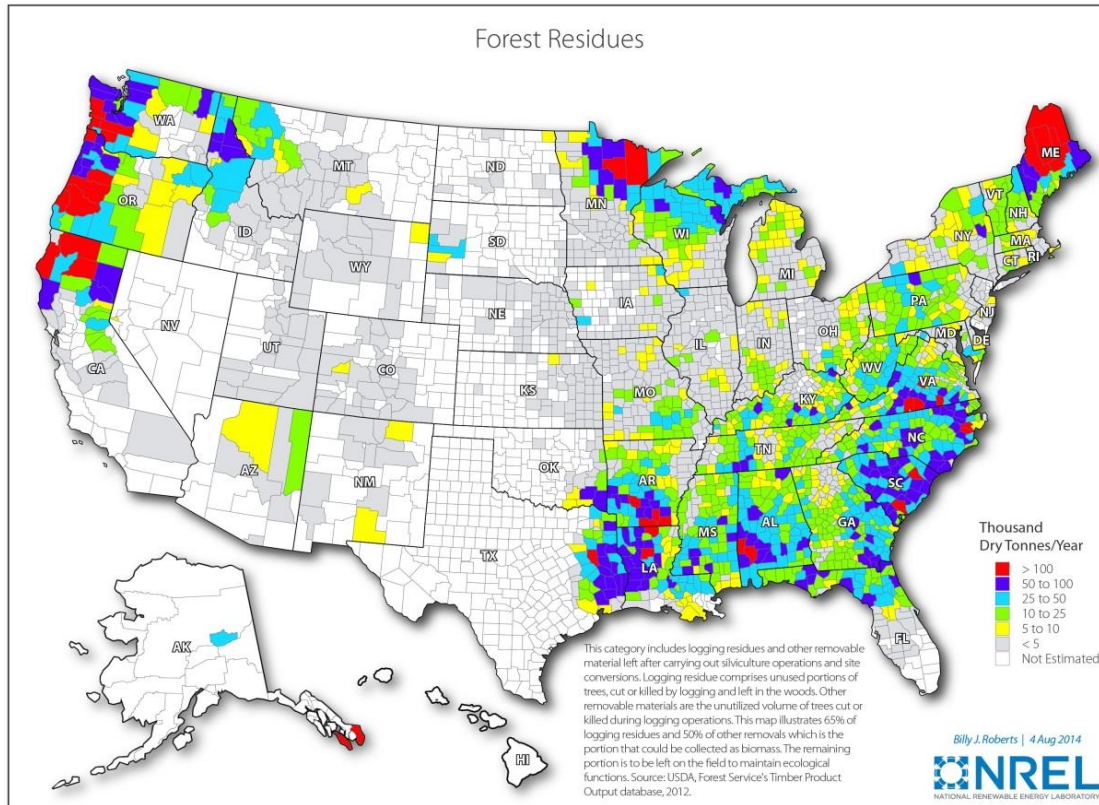 Forest Residues
WA
OR
CA
NV
ID
MT
WY
UT
CO
AZ
NM
ND
SD
NE
KS
OK
TX
MN
IA
MO
AR
LA
WI
IL
MI
IN
OH
KY
TN
MS
AL
GA
FL
SC
NC
VA
WV
PA
NY
VT
NH
ME
MA
CT
RI
NJ
DE
MD
AK
HI
Thousand
Dry Tonnes/Year
> 100
50 to 100
25 to 50
10 to 25
5 to 10
< 5
Not Estimated
This category includes logging residues and other removable
material left after carrying out silviculture operations and site
conversions. Logging residue comprises unused portions of
trees, cut or killed by logging and left in the woods. Other
removable materials are the unutilized volume of trees cut or
killed during logging operations. This map illustrates 65% of
logging residues and 50% of other removals which is the
portion that could be collected as biomass. The remaining
portion is to be left on the field to maintain ecological
functions. Source: USDA, Forest Service's Timber Product
Output database, 2012.
Billy J. Roberts | 4 Aug 2014
NREL
NATIONAL RENEWABLE ENERGY LABORATORY